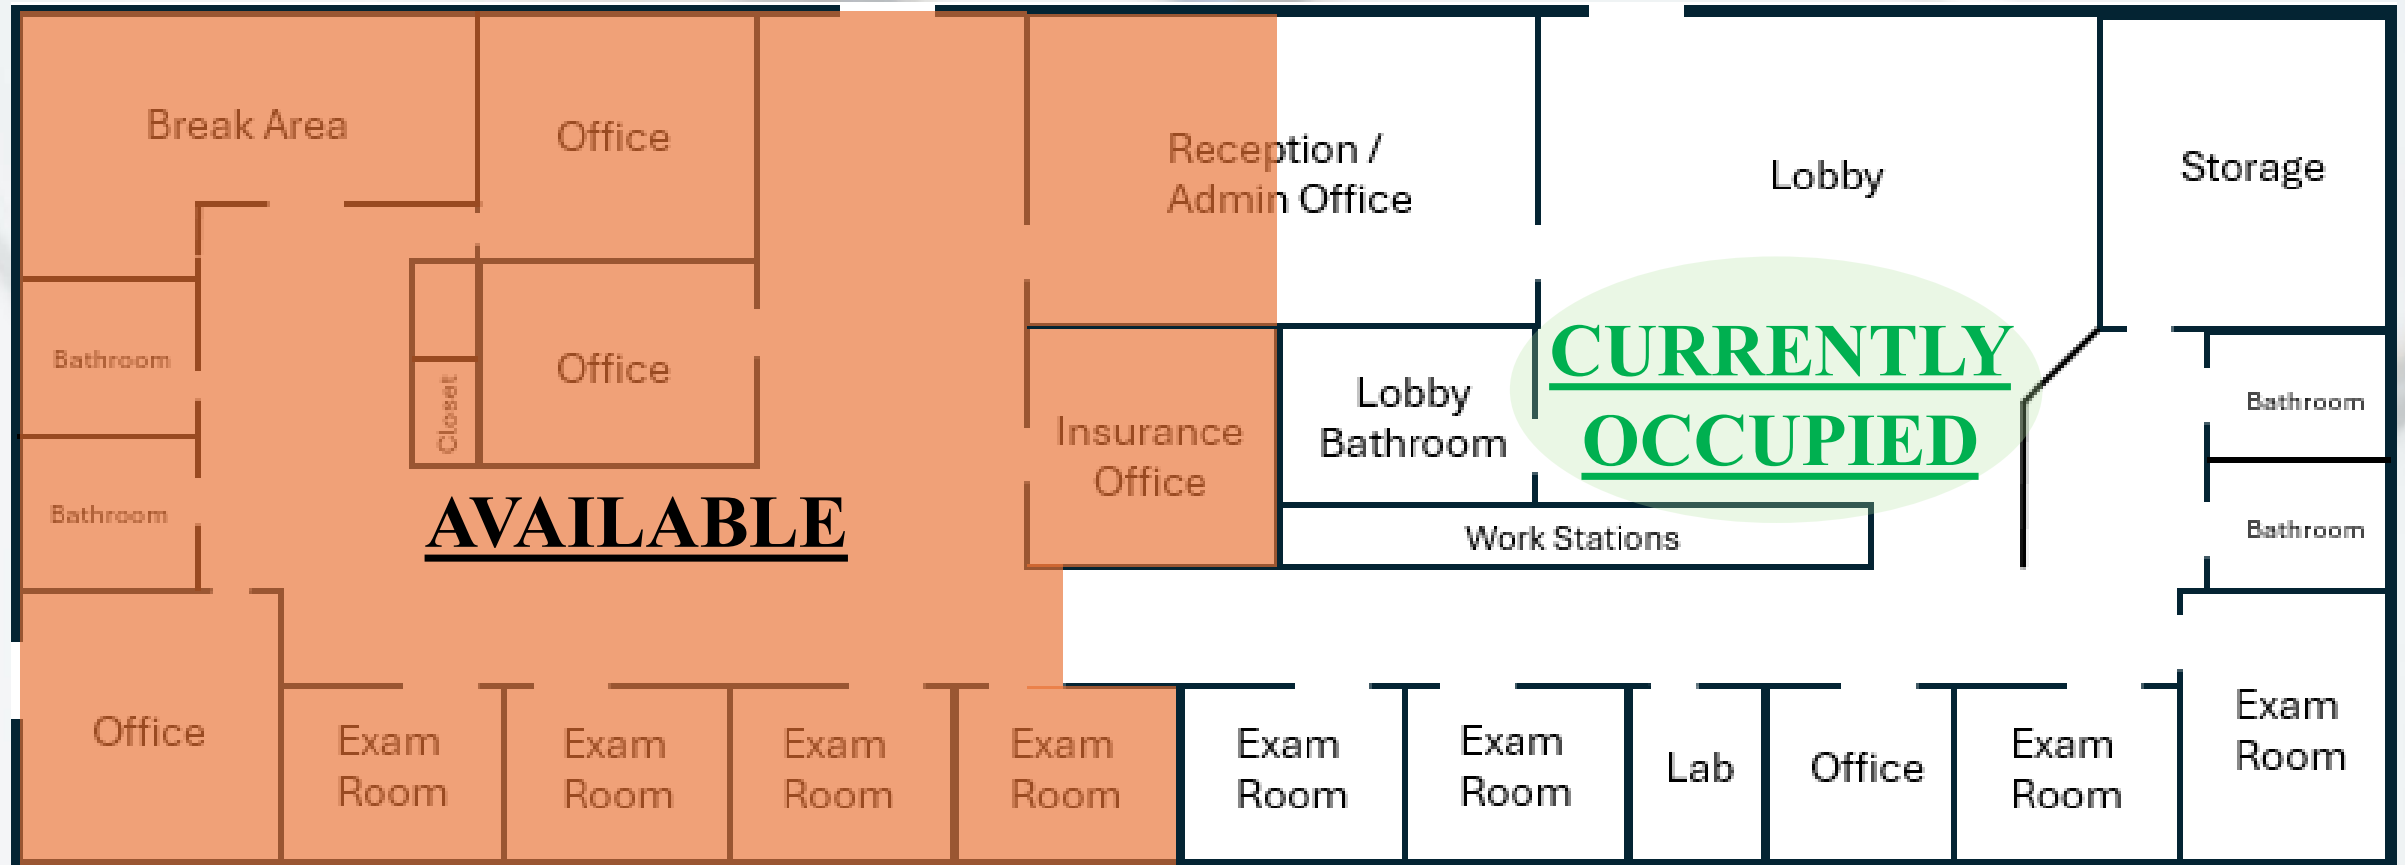 Break Area
Office
Reception /
Admin Office
Lobby
Storage
Bathroom
Closet
Office
Insurance
Office
Lobby
Bathroom
CURRENTLY
OCCUPIED
Bathroom
Bathroom
AVAILABLE
Work Stations
Bathroom
Office
Exam
Room
Exam
Room
Exam
Room
Exam
Room
Exam
Room
Exam
Room
Lab
Office
Exam
Room
Exam
Room